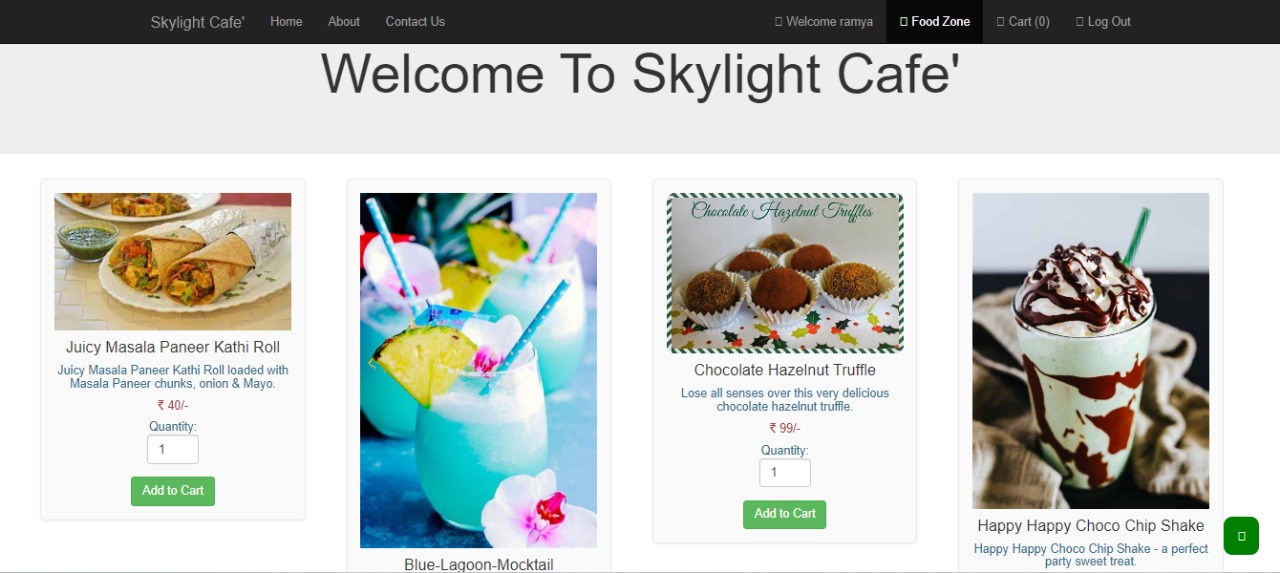 Skylight Cafe' Home About Contact Us Welcome ramya Food Zone Cart (0) Log Out
Welcome To Skylight Cafe'
Juicy Masala Paneer Kathi Roll
Juicy Masala Paneer Kathi Roll loaded with
Masala Paneer chunks, onion & Mayo.
₹ 40/-
Quantity:
1
Add to Cart
Blue-Lagoon-Mocktail
Chocolate Hazelnut Truffles
Chocolate Hazelnut Truffle
Lose all senses over this very delicious
chocolate hazelnut truffle.
₹ 99/-
Quantity:
1
Add to Cart
Happy Happy Choco Chip Shake
Happy Happy Choco Chip Shake - a perfect
party sweet treat.